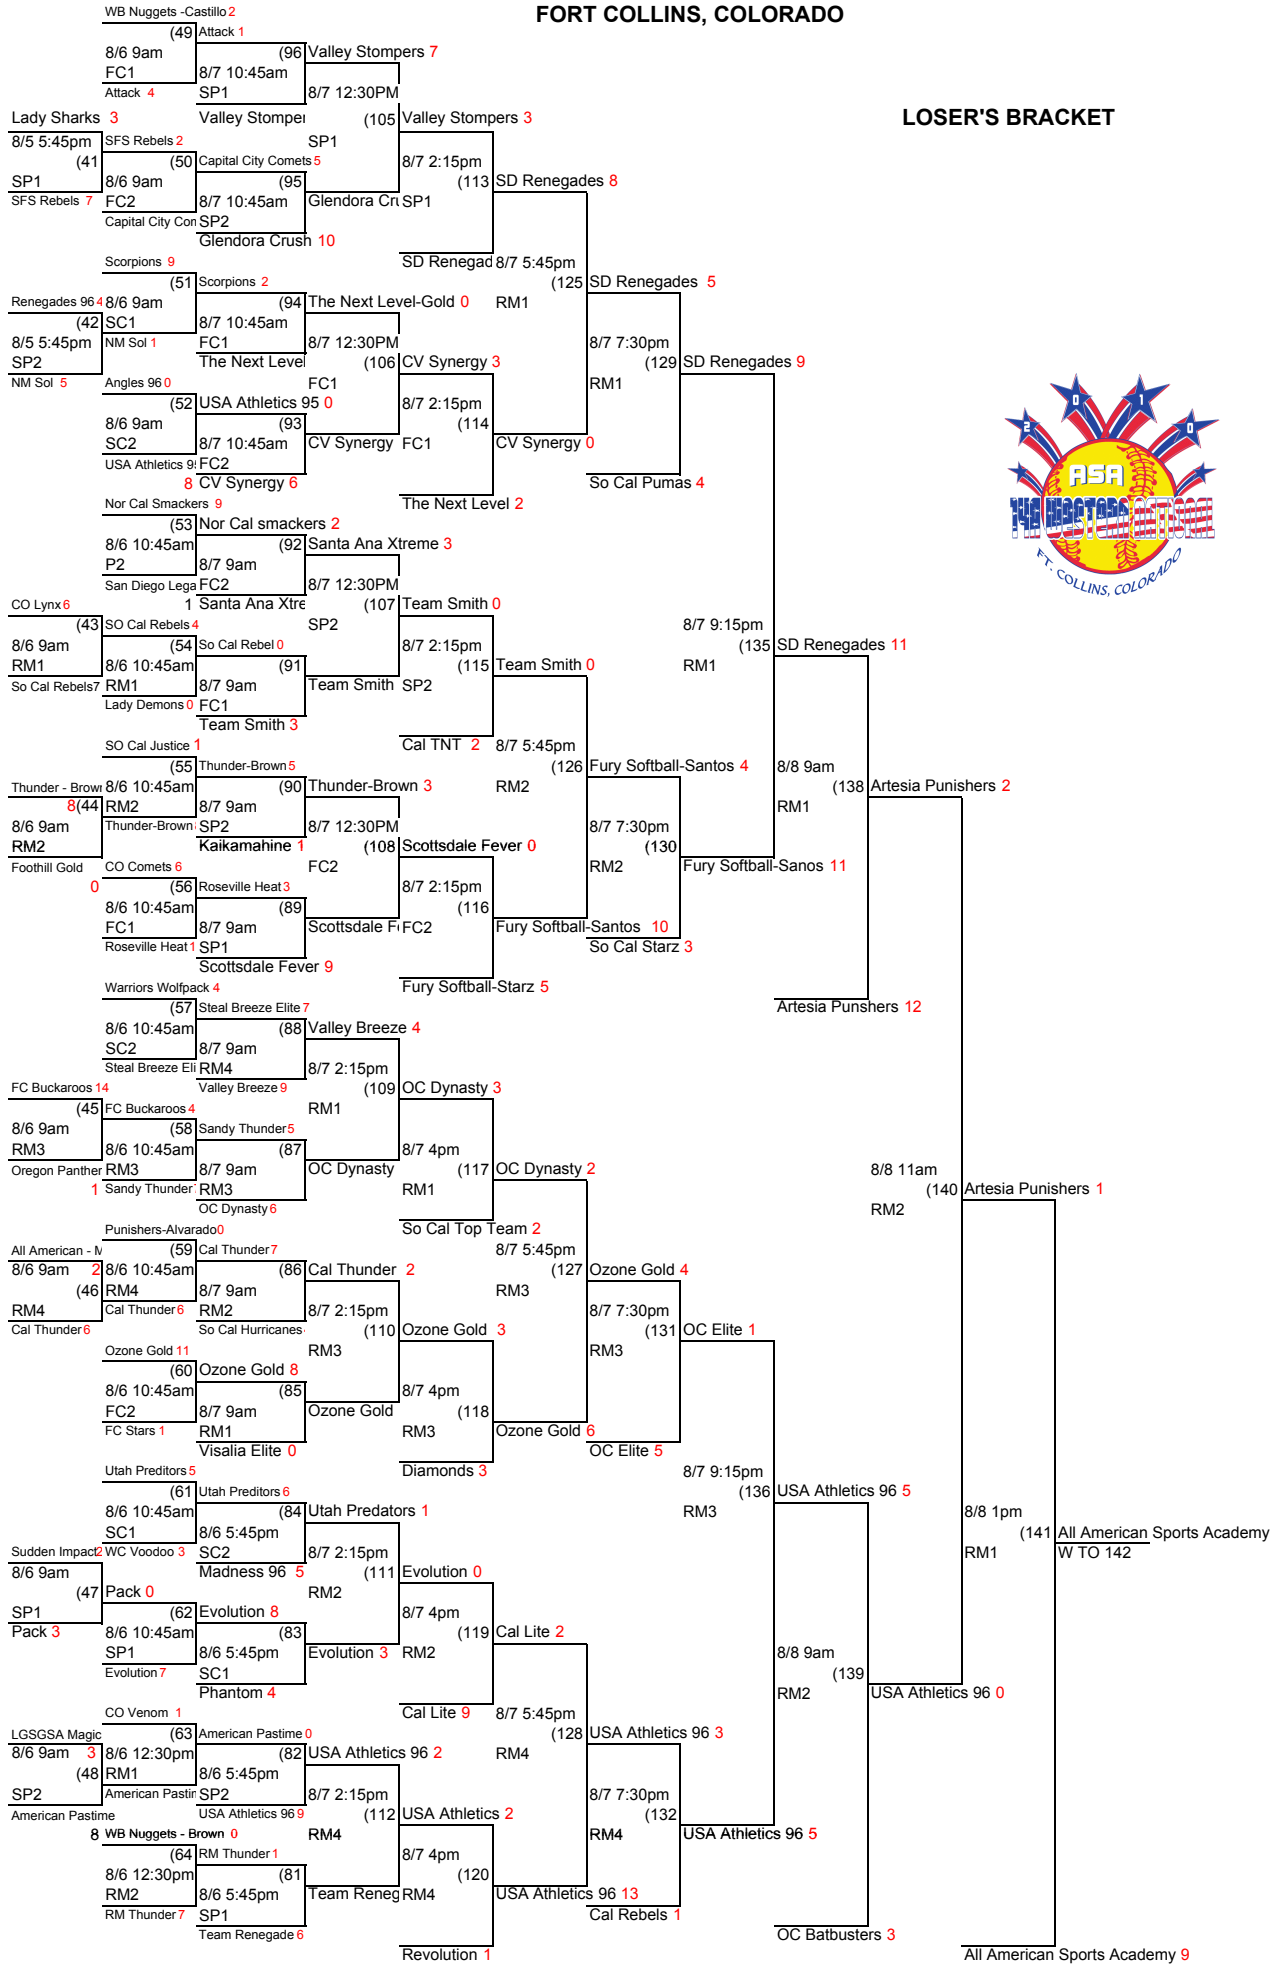 FORT COLLINS, COLORADO
LOSER'S BRACKET
WB Nuggets -Castillo 2
(49 Attack 1
8/6 9am (96 Valley Stompers 7
FC1 8/7 10:45am
Attack 4 SP1 8/7 12:30PM
Lady Sharks 3 Valley Stomper (105 Valley Stompers 3
8/5 5:45pm SFS Rebels 2 SP1
(41 (50 Capital City Comets 5 8/7 2:15pm
SP1 8/6 9am (95 (113 SD Renegades 8
SFS Rebels 7 FC2 8/7 10:45am Glendora Cru SP1
Capital City Com SP2
Glendora Crush 10
Scorpions 9 SD Renegad 8/7 5:45pm
(51 Scorpions 2 (125 SD Renegades 5
Renegades 96 4 8/6 9am (94 The Next Level-Gold 0 RM1
(42 SC1 8/7 10:45am
8/5 5:45pm NM Sol 1 FC1 8/7 12:30PM 8/7 7:30pm
SP2 The Next Level (106 CV Synergy 3 (129 SD Renegades 9
NM Sol 5 Angles 96 0 FC1 RM1
(52 USA Athletics 95 0 8/7 2:15pm
8/6 9am (93 (114
SC2 8/7 10:45am CV Synergy FC1 CV Synergy 0
USA Athletics 95 FC2
8 CV Synergy 6 So Cal Pumas 4
Nor Cal Smackers 9 The Next Level 2
(53 Nor Cal smackers 2
8/6 10:45am (92 Santa Ana Xtreme 3
P2 8/7 9am
San Diego Lega FC2 8/7 12:30PM
CO Lynx 6 1 Santa Ana Xtre (107 Team Smith 0
(43 SO Cal Rebels 4 SP2 8/7 9:15pm
8/6 9am (54 So Cal Rebel 0 8/7 2:15pm (135 SD Renegades 11
RM1 8/6 10:45am (91 (115 Team Smith 0 RM1
So Cal Rebels 7 RM1 8/7 9am Team Smith SP2
Lady Demons 0 FC1
Team Smith 3
SO Cal Justice 1 Cal TNT 2 8/7 5:45pm
(55 Thunder-Brown 5 (126 Fury Softball-Santos 4 8/8 9am
Thunder - Brown 8/6 10:45am (90 Thunder-Brown 3 RM2 (138 Artesia Punishers 2
8 (44 RM2 8/7 9am RM1
8/6 9am Thunder-Brown SP2 8/7 12:30PM 8/7 7:30pm
RM2 Kaikamahine 1 (108 Scottsdale Fever 0 (130
Foothill Gold CO Comets 6 FC2 RM2 Fury Softball-Sanos 11
0 (56 Roseville Heat 3 8/7 2:15pm
8/6 10:45am (89 (116
FC1 8/7 9am Scottsdale Fe FC2 Fury Softball-Santos 10
Roseville Heat 1 SP1 So Cal Starz 3
Scottsdale Fever 9
Warriors Wolfpack 4 Fury Softball-Starz 5
(57 Steal Breeze Elite 7 Artesia Punshers 12
8/6 10:45am (88 Valley Breeze 4
SC2 8/7 9am
Steal Breeze Eli RM4 8/7 2:15pm
FC Buckaroos 14 Valley Breeze 9 (109 OC Dynasty 3
(45 FC Buckaroos 4 RM1
8/6 9am (58 Sandy Thunder 5
RM3 8/6 10:45am (87 8/7 4pm
Oregon Panther RM3 8/7 9am OC Dynasty (117 OC Dynasty 2 8/8 11am
1 Sandy Thunder RM3 RM1 (140 Artesia Punishers 1
OC Dynasty 6 RM2
Punishers-Alvarado 0 So Cal Top Team 2
All American - M (59 Cal Thunder 7 8/7 5:45pm
8/6 9am 2 8/6 10:45am (86 Cal Thunder 2 (127 Ozone Gold 4
(46 RM4 8/7 9am RM3
RM4 Cal Thunder 6 RM2 8/7 2:15pm 8/7 7:30pm
Cal Thunder 6 So Cal Hurricanes (110 Ozone Gold 3 (131 OC Elite 1
Ozone Gold 11 RM3 RM3
(60 Ozone Gold 8
8/6 10:45am (85 8/7 4pm
FC2 8/7 9am Ozone Gold (118
FC Stars 1 RM1 RM3 Ozone Gold 6
Visalia Elite 0 OC Elite 5
Utah Preditors 5 Diamonds 3 8/7 9:15pm
(61 Utah Preditors 6 (136 USA Athletics 96 5
8/6 10:45am (84 Utah Predators 1 RM3 8/8 1pm
SC1 8/6 5:45pm (141 All American Sports Academy
Sudden Impact 2 WC Voodoo 3 SC2 8/7 2:15pm RM1 W TO 142
8/6 9am Madness 96 5 (111 Evolution 0
(47 Pack 0 RM2
SP1 (62 Evolution 8 8/7 4pm
Pack 3 8/6 10:45am (83 (119 Cal Lite 2
SP1 8/6 5:45pm Evolution 3 RM2 8/8 9am
Evolution 7 SC1 (139
Phantom 4 RM2 USA Athletics 96 0
CO Venom 1 Cal Lite 9 8/7 5:45pm
LGSGSA Magic (63 American Pastime 0 (128 USA Athletics 96 3
8/6 9am 3 8/6 12:30pm (82 USA Athletics 96 2 RM4
(48 RM1 8/6 5:45pm
SP2 American Pastim SP2 8/7 2:15pm 8/7 7:30pm
American Pastime USA Athletics 96 9 (112 USA Athletics 2 (132
8 WB Nuggets - Brown 0 RM4 RM4 USA Athletics 96 5
(64 RM Thunder 1 8/7 4pm
8/6 12:30pm (81 (120
RM2 8/6 5:45pm Team Reneg RM4 USA Athletics 96 13
RM Thunder 7 SP1 Cal Rebels 1
Team Renegade 6 OC Batbusters 3
Revolution 1 All American Sports Academy 9
2 0 1 0
ASA
14U WESTERN NATIONAL
FT. COLLINS, COLORADO